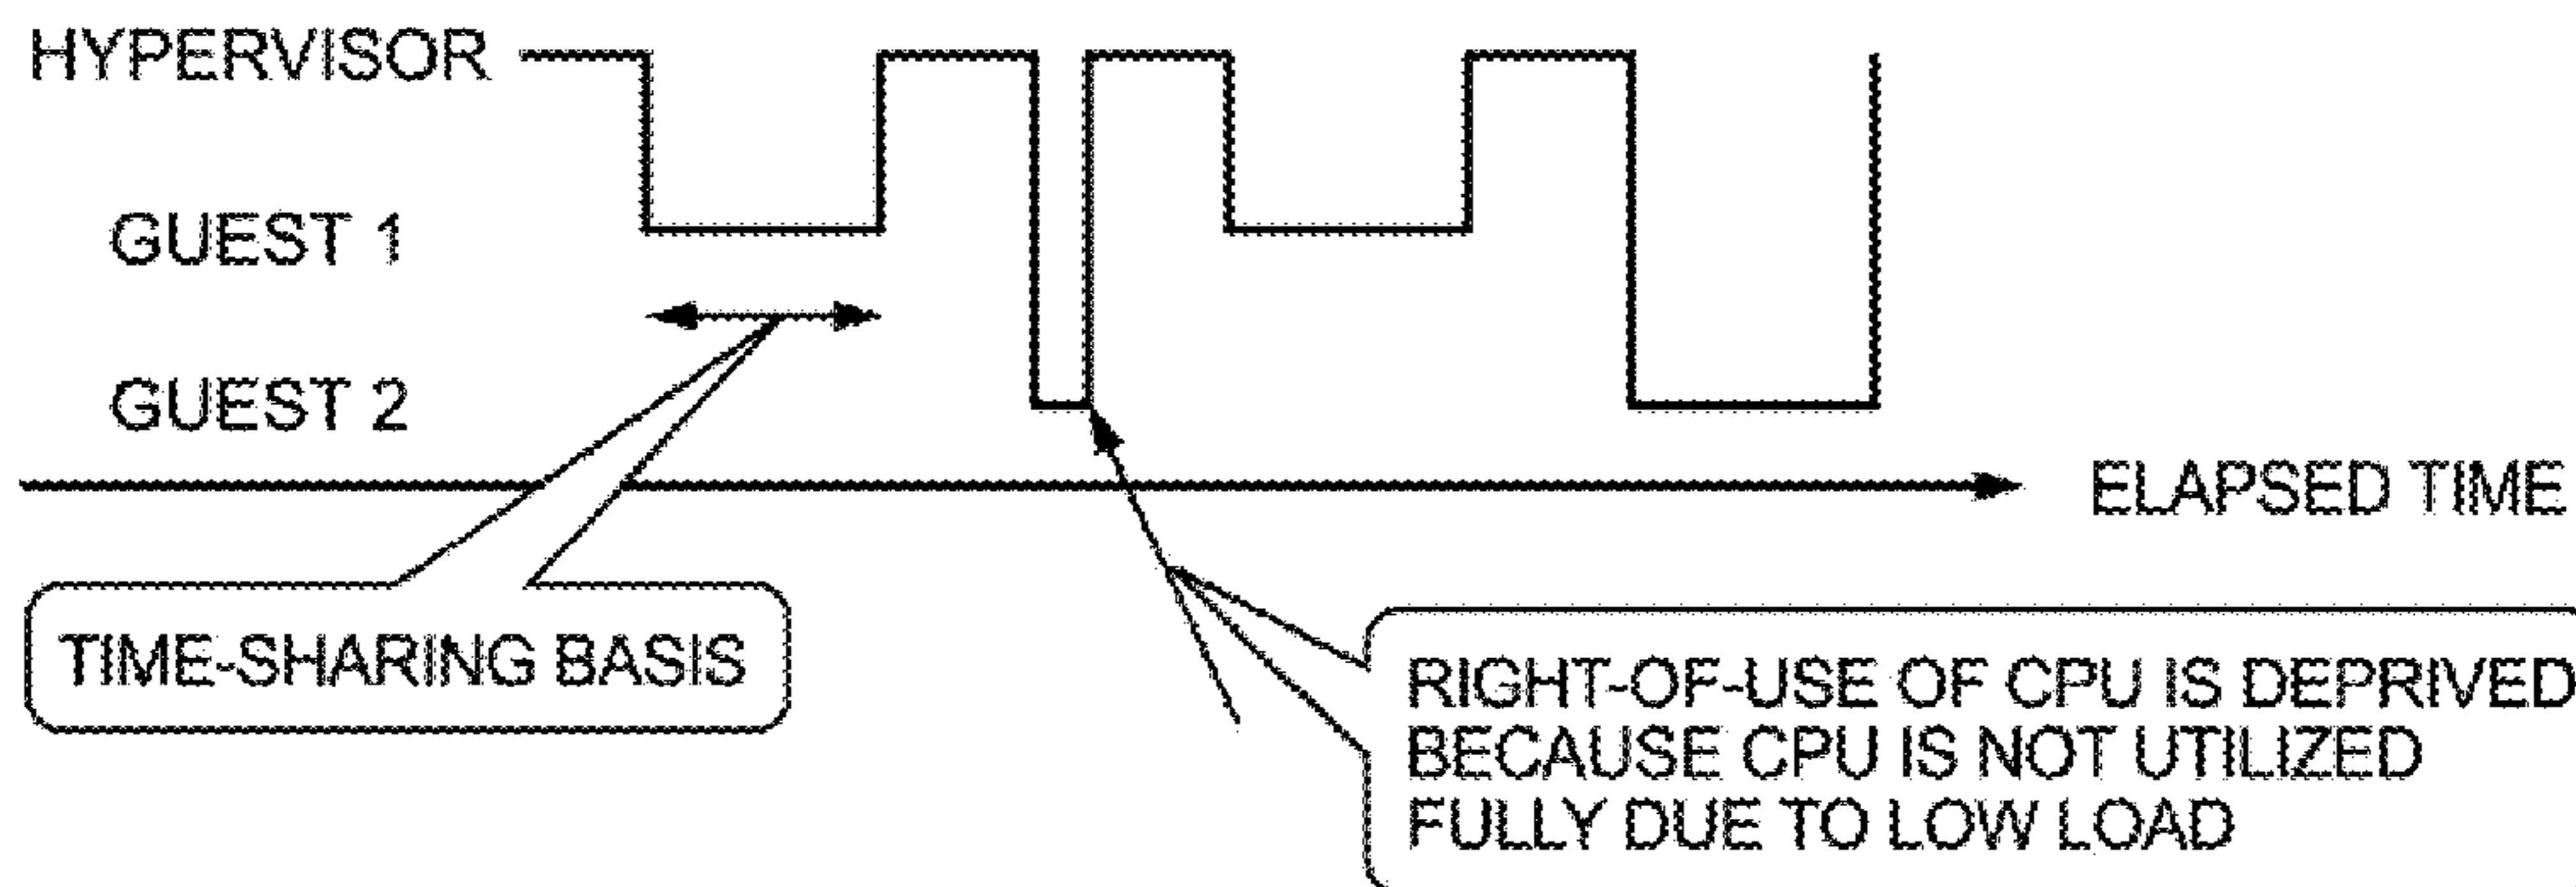 HYPERVISOR
GUEST 1
GUEST 2
ELAPSED TIME
TIME-SHARING BASIS
RIGHT-OF-USE OF CPU IS DEPRIVED
BECAUSE CPU IS NOT UTILIZED
FULLY DUE TO LOW LOAD